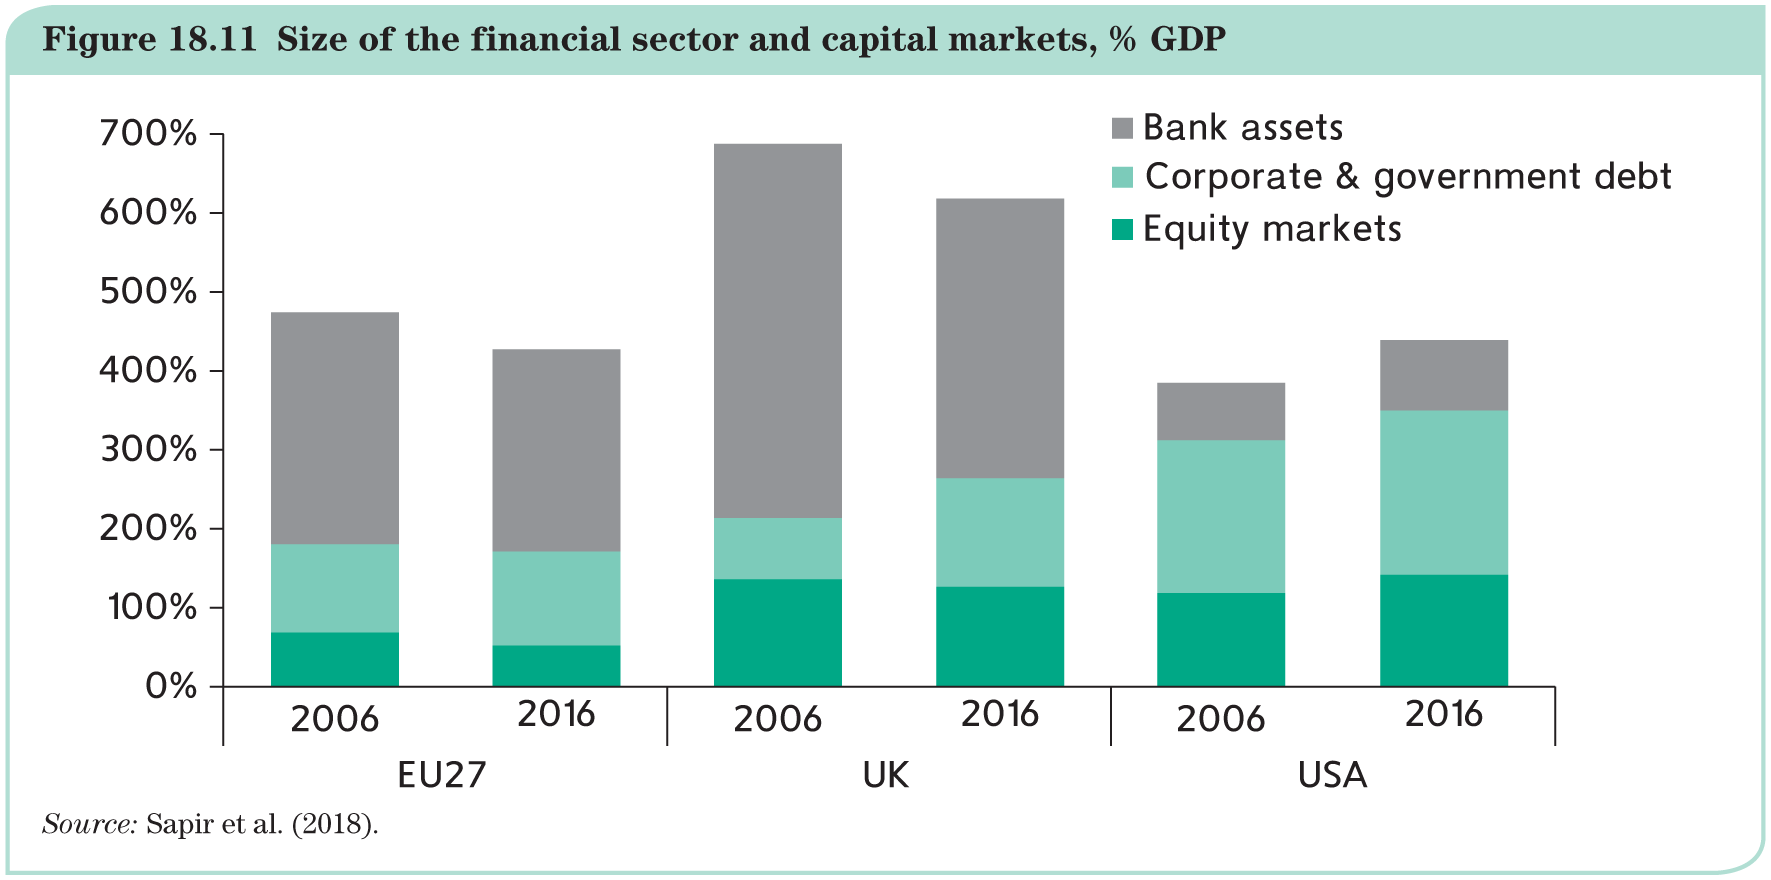 Figure 18.11 Size of the financial sector and capital markets, % GDP
Bank assets
Corporate & government debt
Equity markets
700%
600%
500%
400%
300%
200%
100%
0%
2006 2016 2006 2016 2006 2016
EU27 UK USA
Source: Sapir et al. (2018).